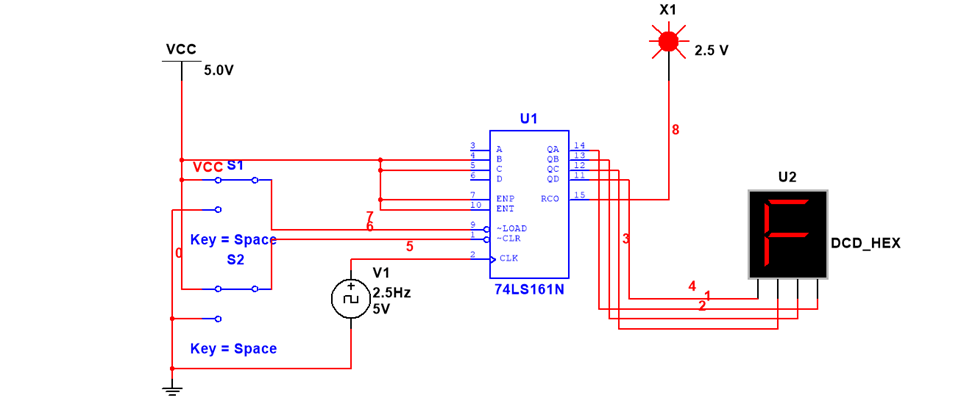 X1
2.5 V
VCC
5.0V
8
U1
3 A QA 14
4 B QB 13
5 C QC 12
6 D QD 11
VCC S1
7 ENP RCO 15
10 ENT
7
6
9 ~LOAD
1 ~CLR
2 CLK
U2
F
DCD_HEX
Key = Space
0
S2
5
3
V1
2.5Hz
5V
74LS161N
4
1
2
Key = Space